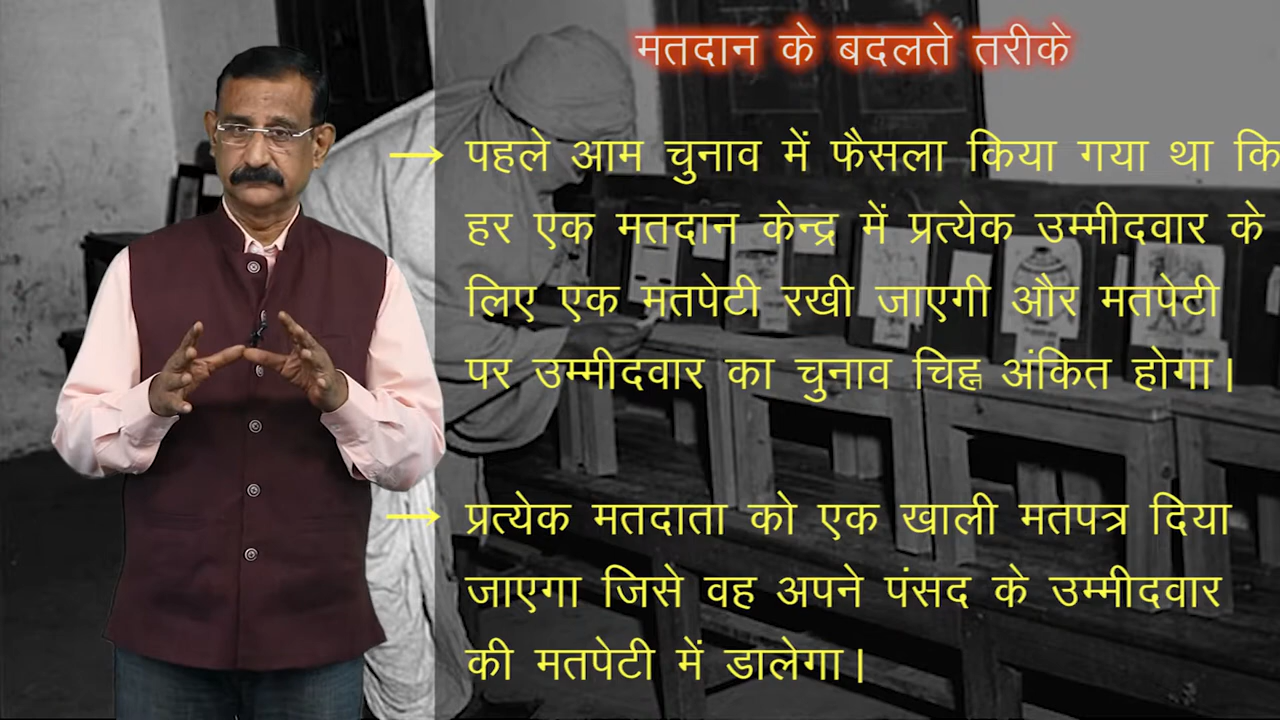 मतदान के बदलते तरीके
→ पहले आम चुनाव में फैसला किया गया था कि
हर एक मतदान केन्द्र में प्रत्येक उम्मीदवार के
लिए एक मतपेटी रखी जाएगी और मतपेटी
पर उम्मीदवार का चुनाव चिह्न अंकित होगा।
→ प्रत्येक मतदाता को एक खाली मतपत्र दिया
जाएगा जिसे वह अपने पंसद के उम्मीदवार
की मतपेटी में डालेगा।